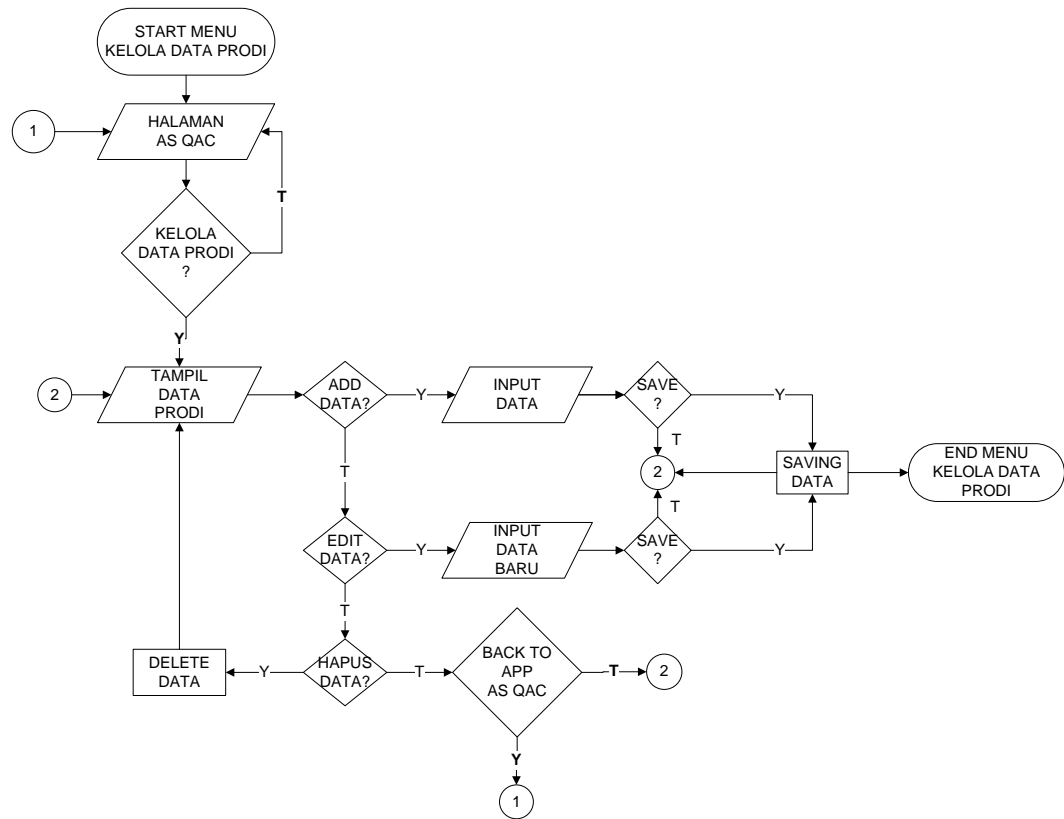 START MENU
KELOLA DATA PRODI
HALAMAN
AS QAC
1
T
KELOLA
DATA PRODI
?
Y
2
TAMPIL
DATA
PRODI
ADD
DATA?
Y
INPUT
DATA
SAVE
?
Y
T
T
2
SAVING
DATA
END MENU
KELOLA DATA
PRODI
T
EDIT
DATA?
Y
INPUT
DATA
BARU
SAVE
?
Y
T
DELETE
DATA
Y
HAPUS
DATA?
T
BACK TO
APP
AS QAC
T
2
Y
1